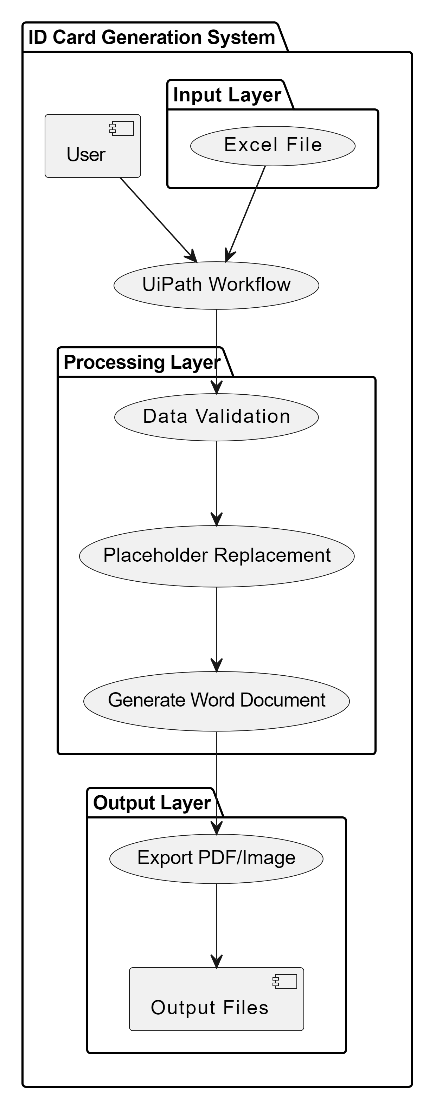 ID Card Generation System
Input Layer
User
Excel File
UiPath Workflow
Processing Layer
Data Validation
Placeholder Replacement
Generate Word Document
Output Layer
Export PDF/Image
Output Files